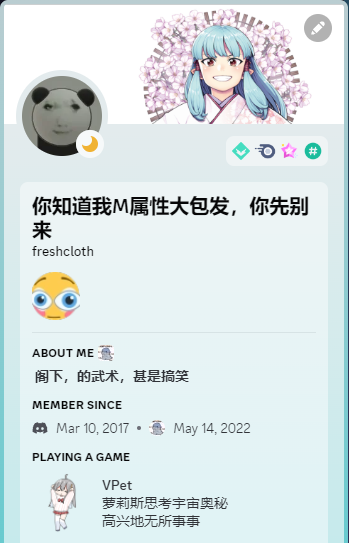 你知道我M属性大包发，你先别
来
freshcloth
ABOUT ME
阁下，的武术，甚是搞笑
MEMBER SINCE
Mar 10, 2017 • May 14, 2022
PLAYING A GAME
VPet
萝莉斯思考宇宙奥秘
高兴地无所事事